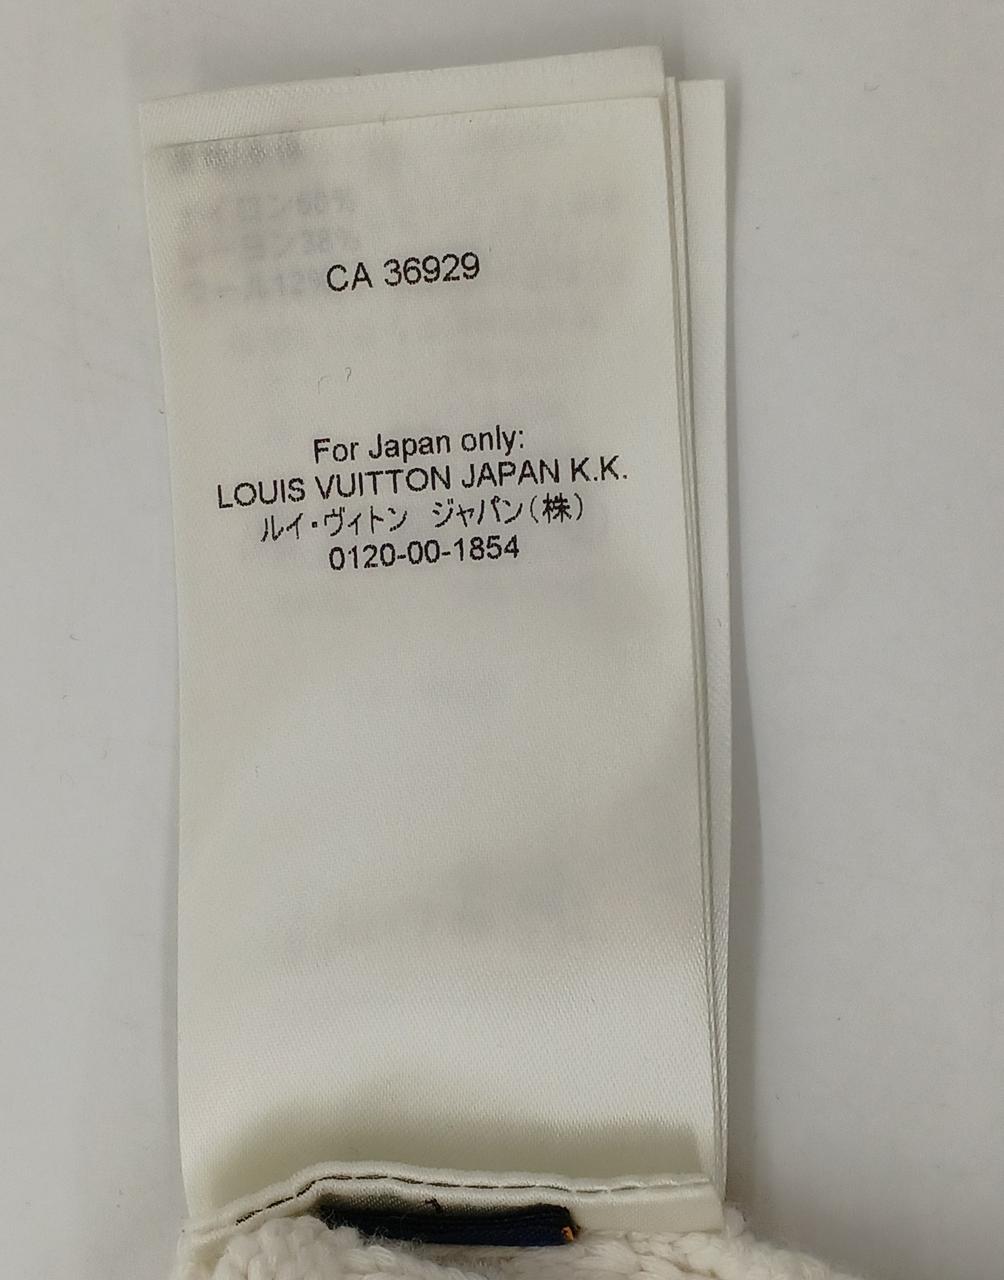 CA 36929
For Japan only:
LOUIS VUITTON JAPAN K.K.
ルイ・ヴィトン ジャパン(株)
0120-00-1854